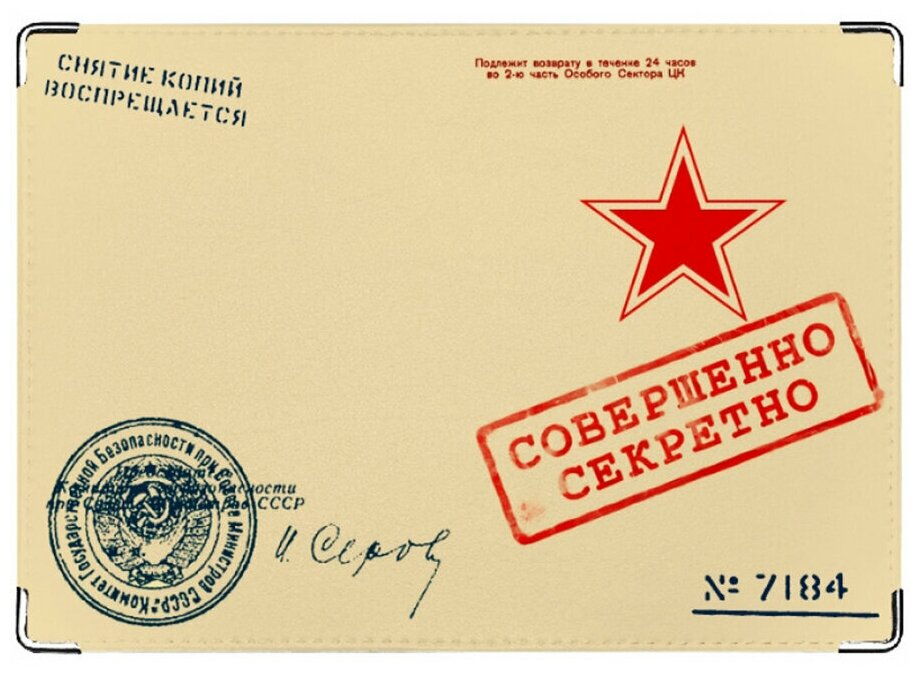 СНЯТИЕ КОПИЙ
ВОСПРЕЩАЕТСЯ
Подлежит возврату в течение 24 часов
во 2-ю часть Особого Сектора ЦК
СОВЕРШЕННО
СЕКРЕТНО
Комитет Государственной Безопасности при Совете Министров СССР
СССР
И. Серов
№ 7184